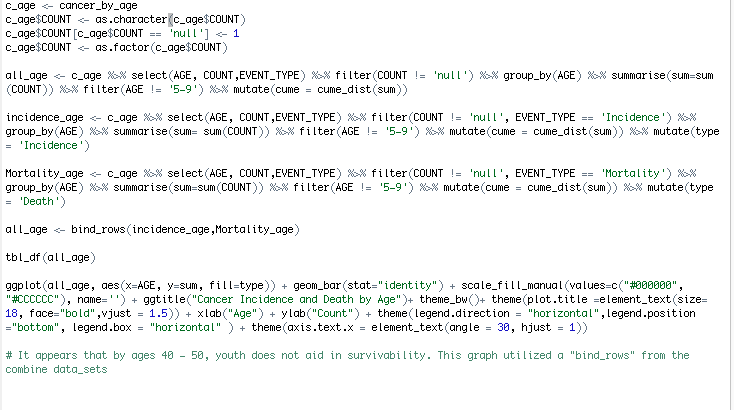 c_age <- cancer_by_age
c_age$COUNT <- as.character(c_age$COUNT)
c_age$COUNT[c_age$COUNT == 'null'] <- 1
c_age$COUNT <- as.factor(c_age$COUNT)
all_age <- c_age %>% select(AGE, COUNT,EVENT_TYPE) %>% filter(COUNT != 'null') %>% group_by(AGE) %>% summarise(sum=sum
(COUNT)) %>% filter(AGE != '5-9') %>% mutate(cume = cume_dist(sum))
incidence_age <- c_age %>% select(AGE, COUNT,EVENT_TYPE) %>% filter(COUNT != 'null', EVENT_TYPE == 'Incidence') %>%
group_by(AGE) %>% summarise(sum= sum(COUNT)) %>% filter(AGE != '5-9') %>% mutate(cume = cume_dist(sum)) %>% mutate(type
= 'Incidence')
Mortality_age <- c_age %>% select(AGE, COUNT,EVENT_TYPE) %>% filter(COUNT != 'null', EVENT_TYPE == 'Mortality') %>%
group_by(AGE) %>% summarise(sum=sum(COUNT)) %>% filter(AGE != '5-9') %>% mutate(cume = cume_dist(sum)) %>% mutate(type
= 'Death')
all_age <- bind_rows(incidence_age,Mortality_age)
tbl_df(all_age)
ggplot(all_age, aes(x=AGE, y=sum, fill=type)) + geom_bar(stat="identity") + scale_fill_manual(values=c("#000000",
"#CCCCCC"), name='') + ggtitle("Cancer Incidence and Death by Age")+ theme_bw()+ theme(plot.title =element_text(size=
18, face="bold",vjust = 1.5)) + xlab("Age") + ylab("Count") + theme(legend.direction = "horizontal",legend.position
="bottom", legend.box = "horizontal" ) + theme(axis.text.x = element_text(angle = 30, hjust = 1))
# It appears that by ages 40 - 50, youth does not aid in survivability. This graph utilized a "bind_rows" from the
combine data_sets